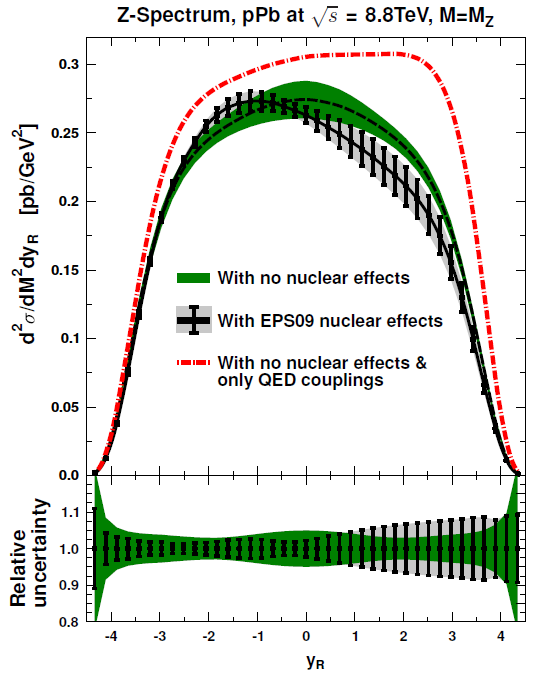 Z-Spectrum, pPb at √s = 8.8TeV, M=M_Z
0.3
0.25
0.2
0.15
0.1
0.05
0.0
d²σ/dM²dy_R [pb/GeV²]
With no nuclear effects
With EPS09 nuclear effects
With no nuclear effects &
only QED couplings
1.1
1.0
0.9
0.8
Relative
uncertainty
-4 -3 -2 -1 0 1 2 3 4
y_R